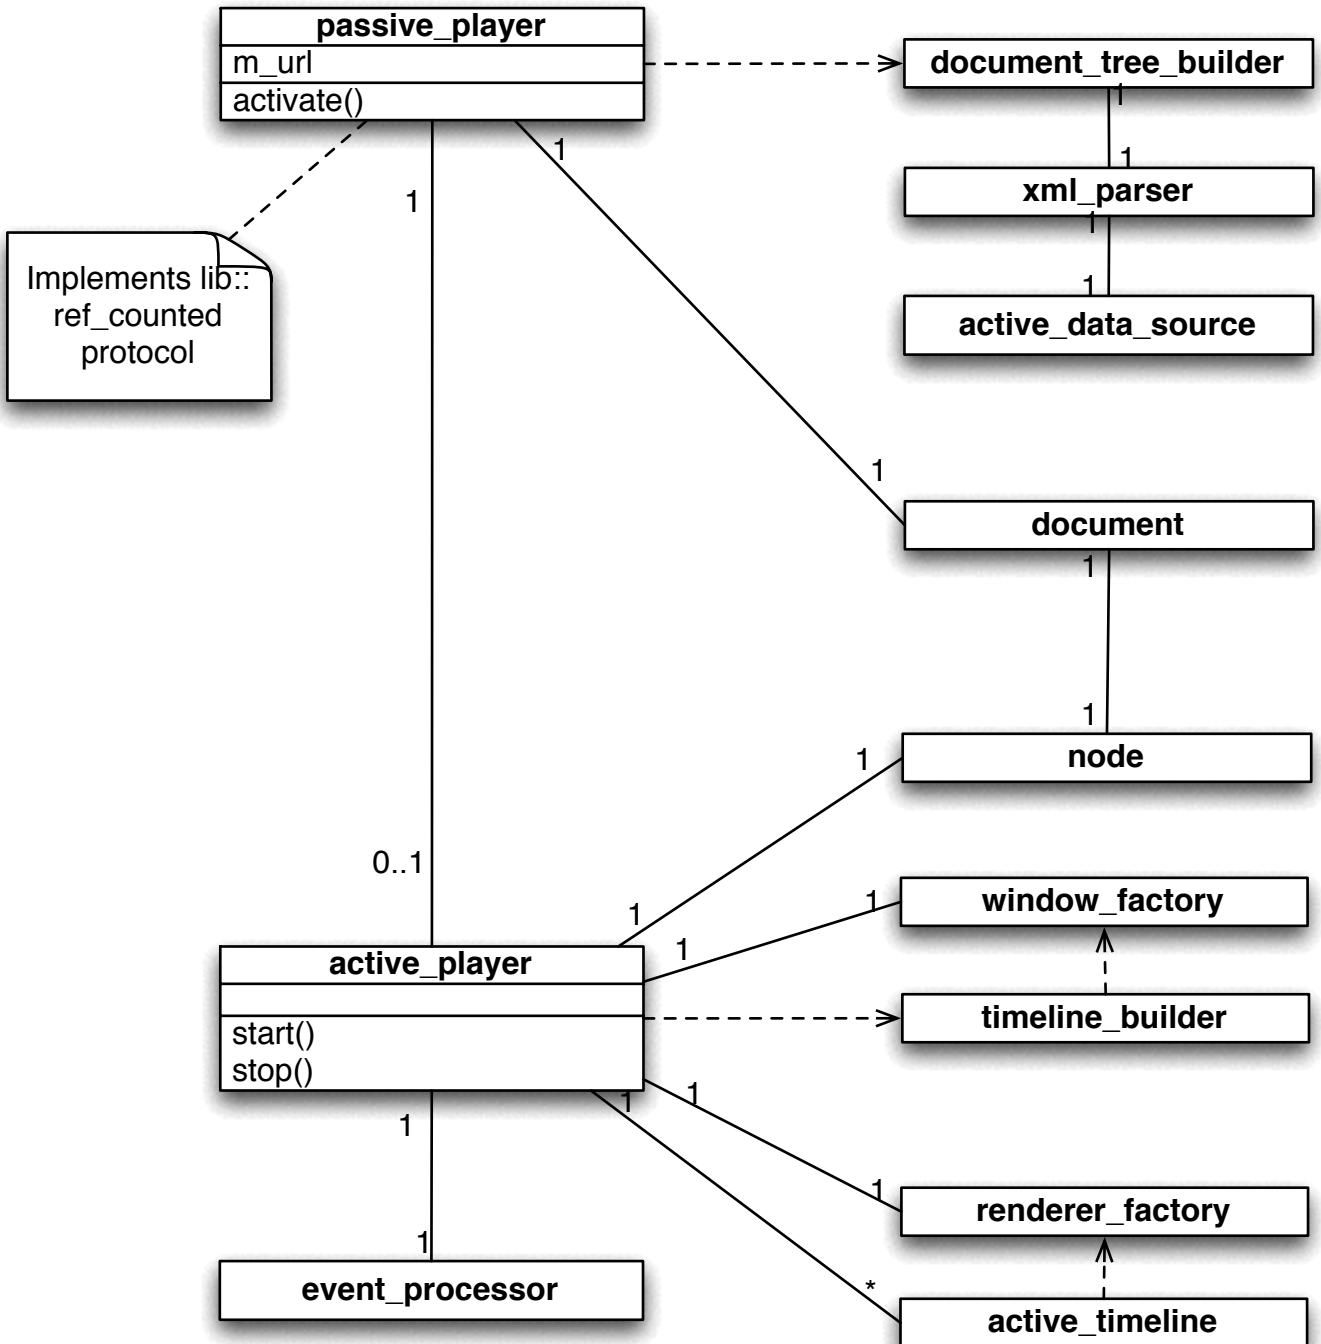 passive_player
m_url
activate()
document_tree_builder
1
1
xml_parser
1
1
active_data_source
1
1
Implements lib::
ref_counted
protocol
1
document
1
1
node
1
0..1
1
1
window_factory
1
active_player
start()
stop()
timeline_builder
1
1
1
1
renderer_factory
1
event_processor
*
active_timeline